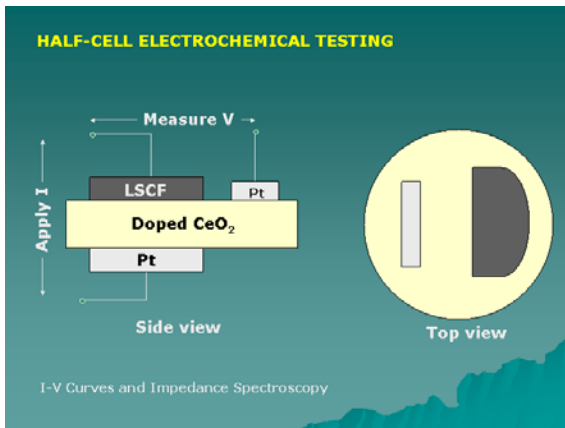 HALF-CELL ELECTROCHEMICAL TESTING
Measure V
Apply I
LSCF
Pt
Doped CeO₂
Pt
Side view
Top view
I-V Curves and Impedance Spectroscopy